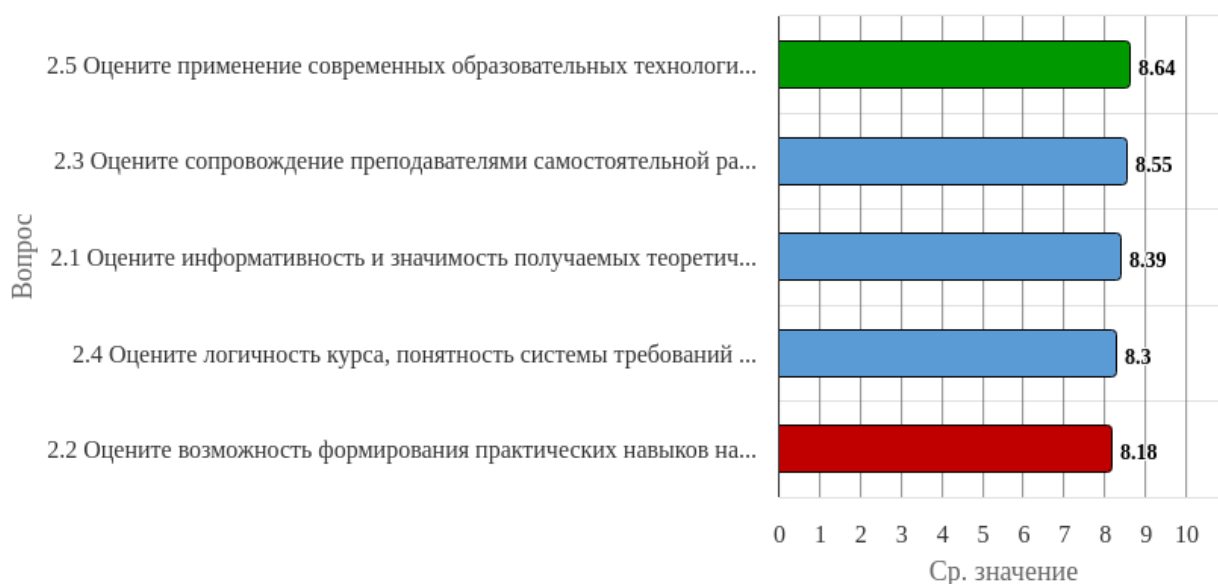 2.5 Оцените применение современных образовательных технологи...
8.64
2.3 Оцените сопровождение преподавателями самостоятельной ра...
8.55
2.1 Оцените информативность и значимость получаемых теоретич...
8.39
2.4 Оцените логичность курса, понятность системы требований ...
8.3
2.2 Оцените возможность формирования практических навыков на...
8.18
Вопрос
0 1 2 3 4 5 6 7 8 9 10
Ср. значение